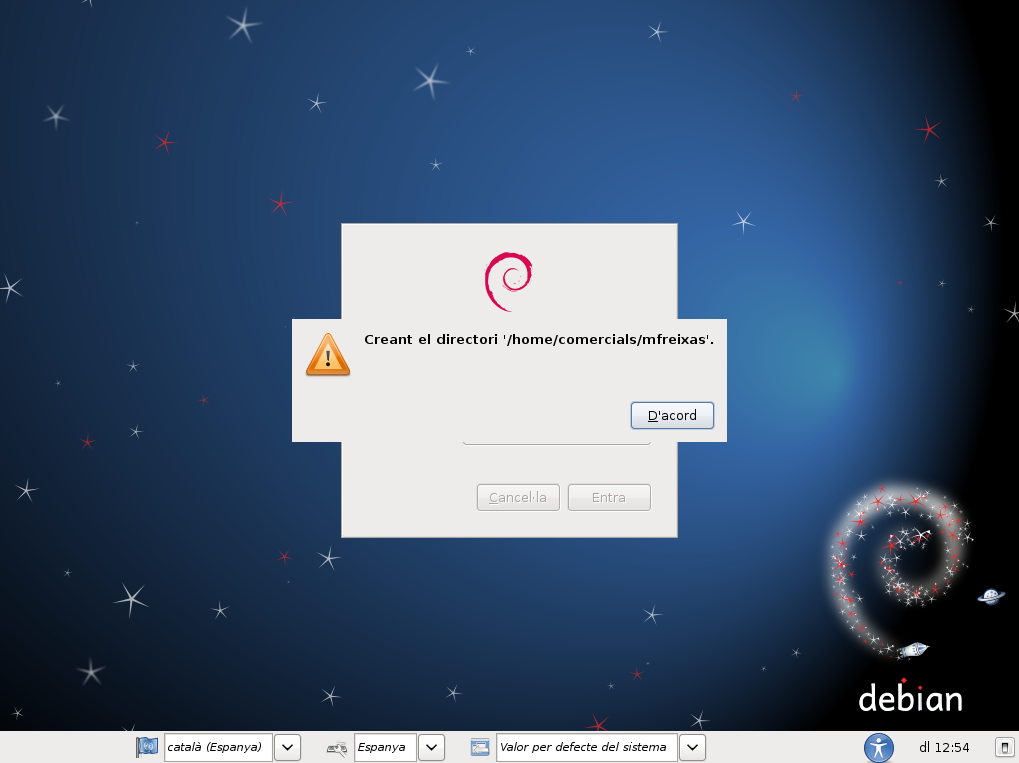 Creant el directori '/home/comercials/mfreixas'.
D'acord
Cancel·la
Entra
debian
català (Espanya)
Espanya
Valor per defecte del sistema
dl 12:54